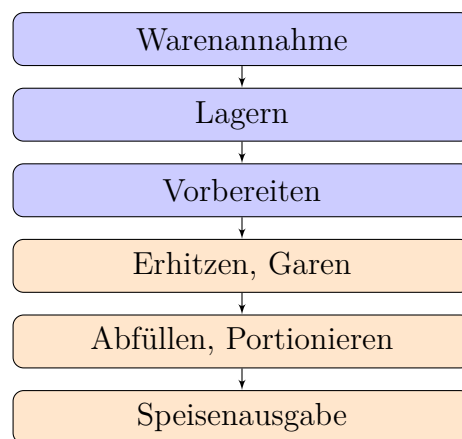 Warenannahme
Lagern
Vorbereiten
Erhitzen, Garen
Abfüllen, Portionieren
Speisenausgabe